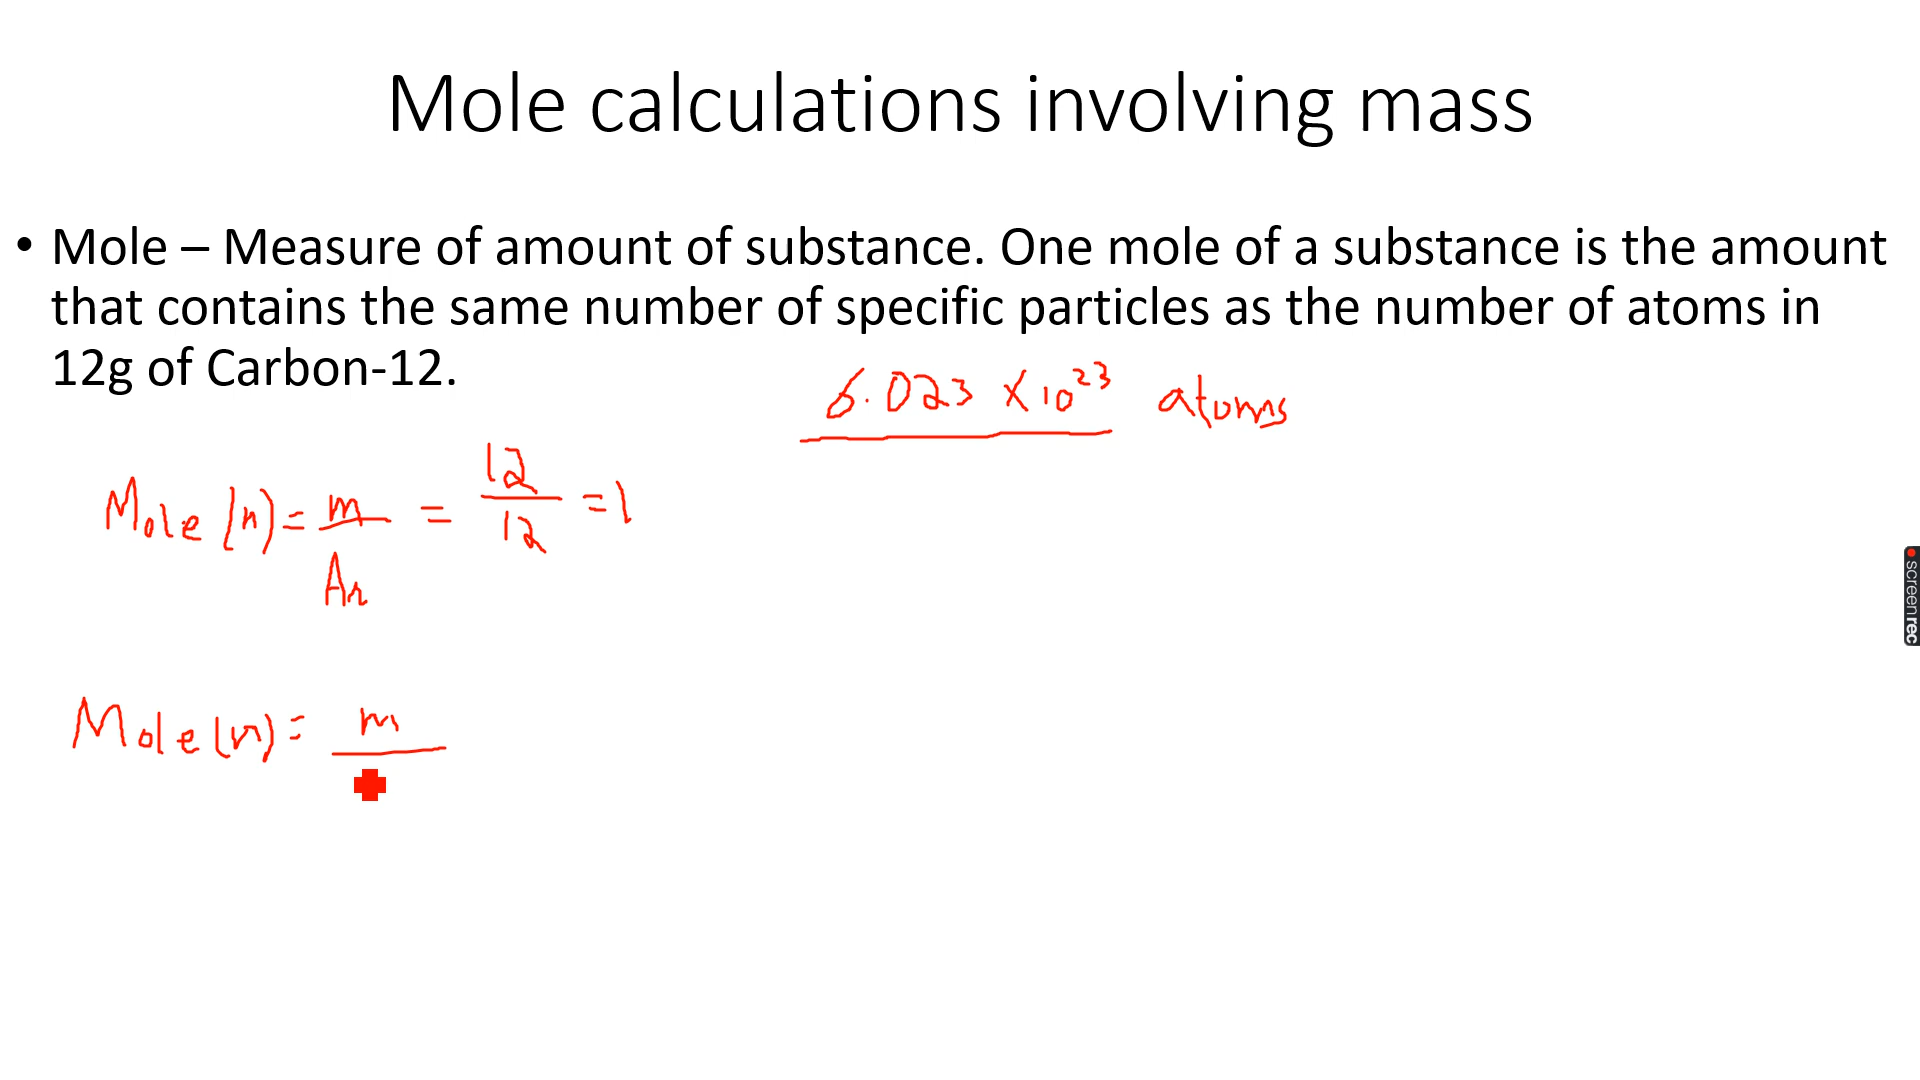 Mole calculations involving mass
• Mole – Measure of amount of substance. One mole of a substance is the amount
that contains the same number of specific particles as the number of atoms in
12g of Carbon-12.
6.023 × 10²³ atoms
Mole (n) = m / Ar = 12 / 12 = 1
Mole (n) = m
screenrec